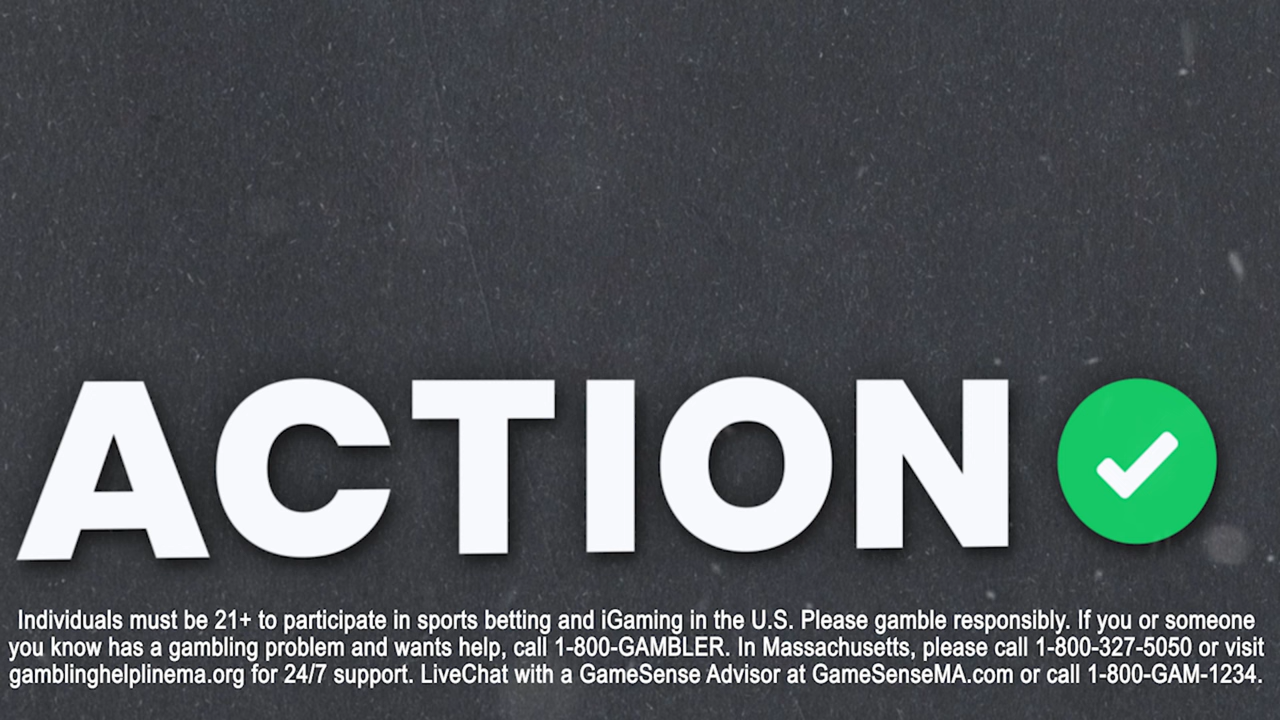 ACTION
Individuals must be 21+ to participate in sports betting and iGaming in the U.S. Please gamble responsibly. If you or someone
you know has a gambling problem and wants help, call 1-800-GAMBLER. In Massachusetts, please call 1-800-327-5050 or visit
gamblinghelplinema.org for 24/7 support. LiveChat with a GameSense Advisor at GameSenseMA.com or call 1-800-GAM-1234.